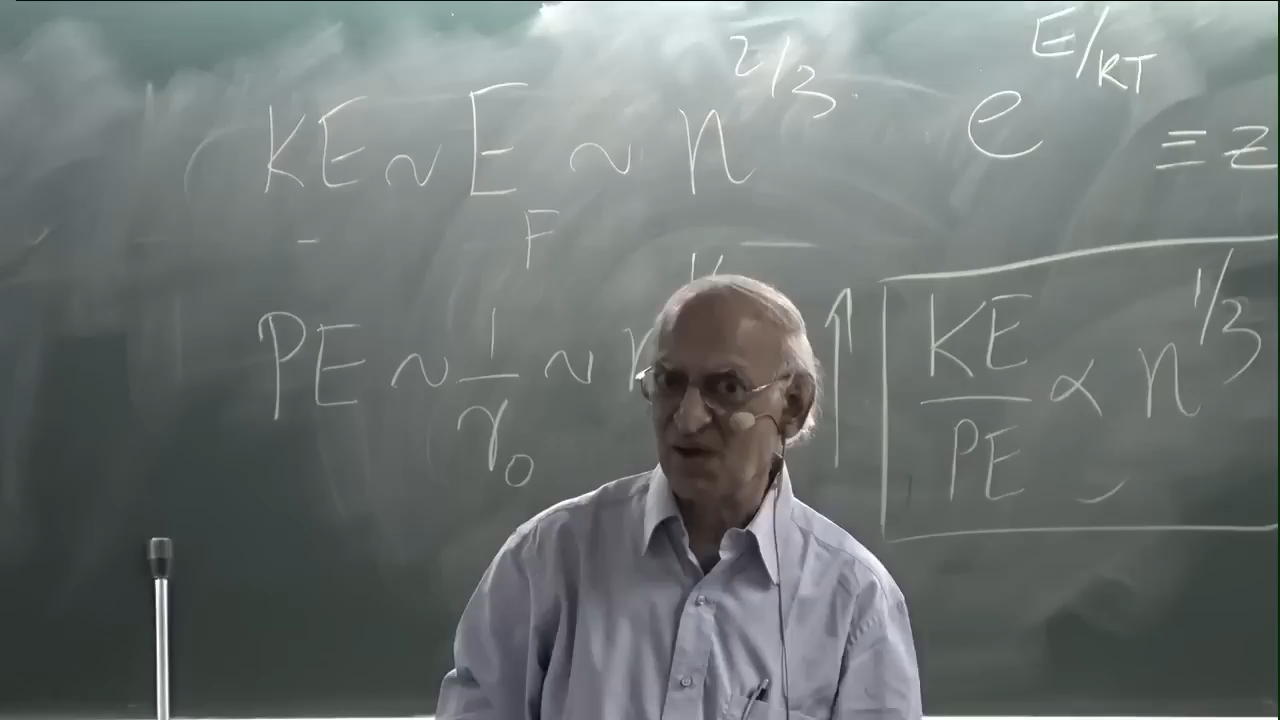 KE ~ E_F ~ n^2/3 e^E/KT ≡ z
PE ~ 1/r_0 ~
KE/PE ∝ n^1/3